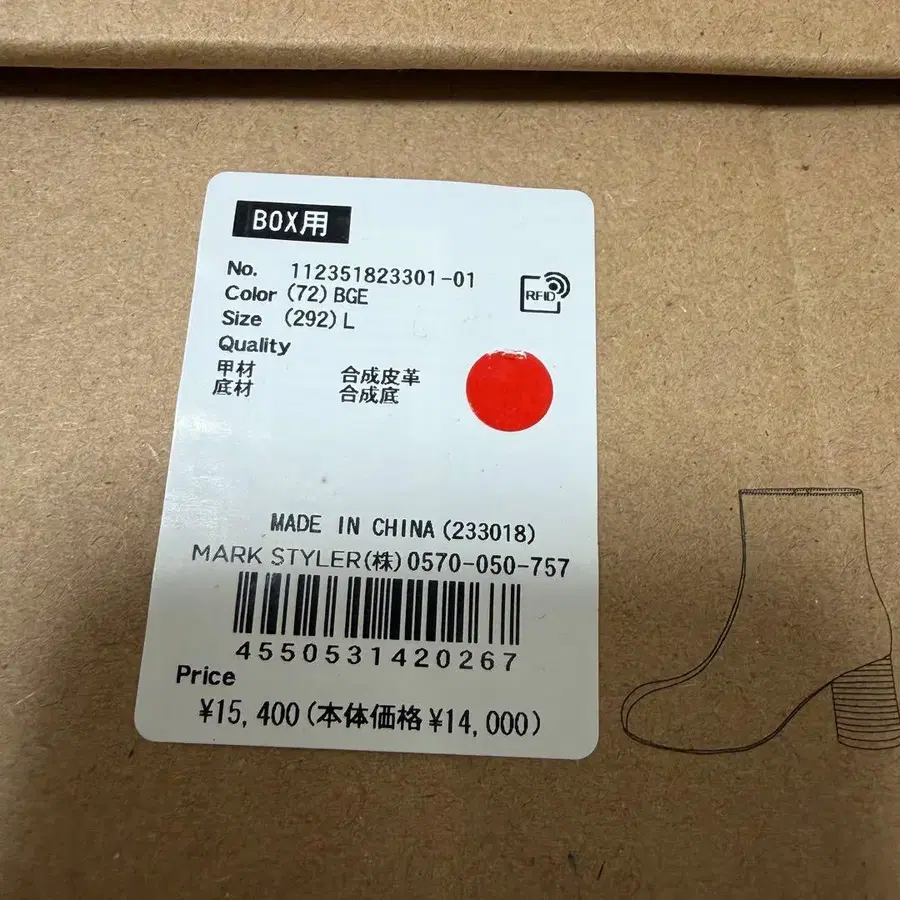 BOX用
No. 112351823301-01
Color (72) BGE
Size (292) L
RFID
Quality
甲材 合成皮革
底材 合成底
MADE IN CHINA (233018)
MARK STYLER(株) 0570-050-757
4550531420267
Price
¥15,400(本体価格¥14,000)